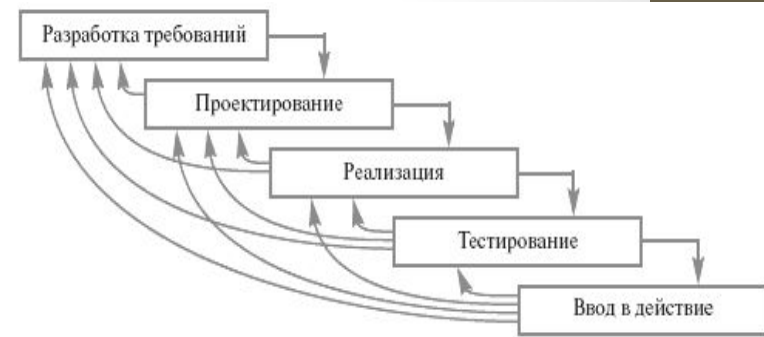 Разработка требований
Проектирование
Реализация
Тестирование
Ввод в действие